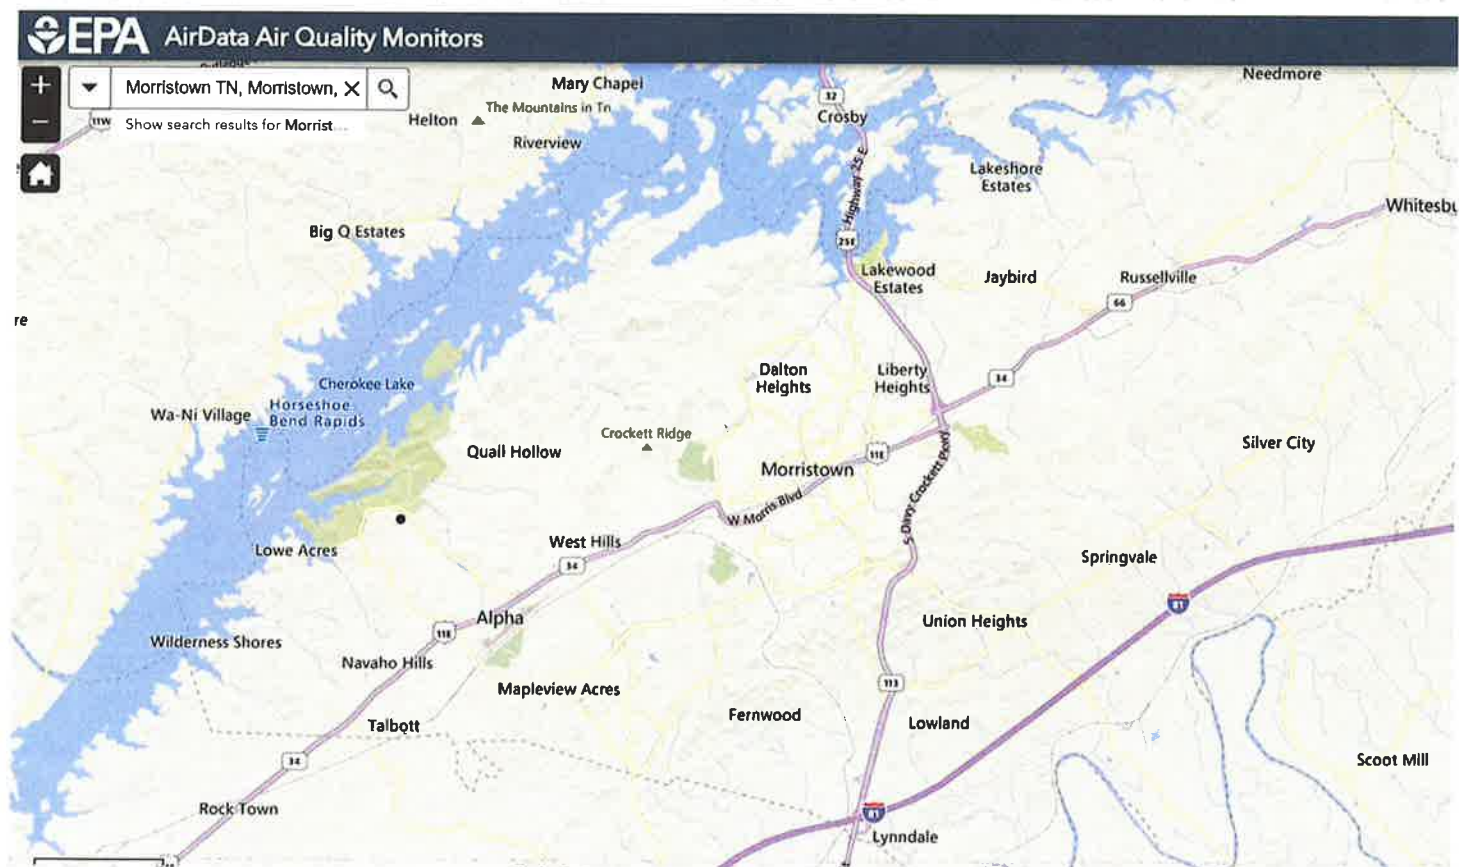 EPA AirData Air Quality Monitors
+
Morristown TN, Morristown,
−
Show search results for Morrist...
11W
Mary Chapel
Needmore
The Mountains in Tn
Helton
Riverview
32
Crosby
Highway 25 E
Lakeshore
Estates
Whitesbu
Big Q Estates
25E
Lakewood
Estates
Jaybird
Russellville
66
re
Cherokee Lake
Dalton
Heights
Liberty
Heights
34
Wa-Ni Village
Horseshoe
Bend Rapids
Crockett Ridge
Quail Hollow
Silver City
Morristown
11E
W Morris Blvd
S Davy Crockett Pkwy
Lowe Acres
West Hills
34
Springvale
81
Alpha
11E
Union Heights
Wilderness Shores
Navaho Hills
Mapleview Acres
113
Talbott
Fernwood
Lowland
34
Scoot Mill
Rock Town
81
Lynndale